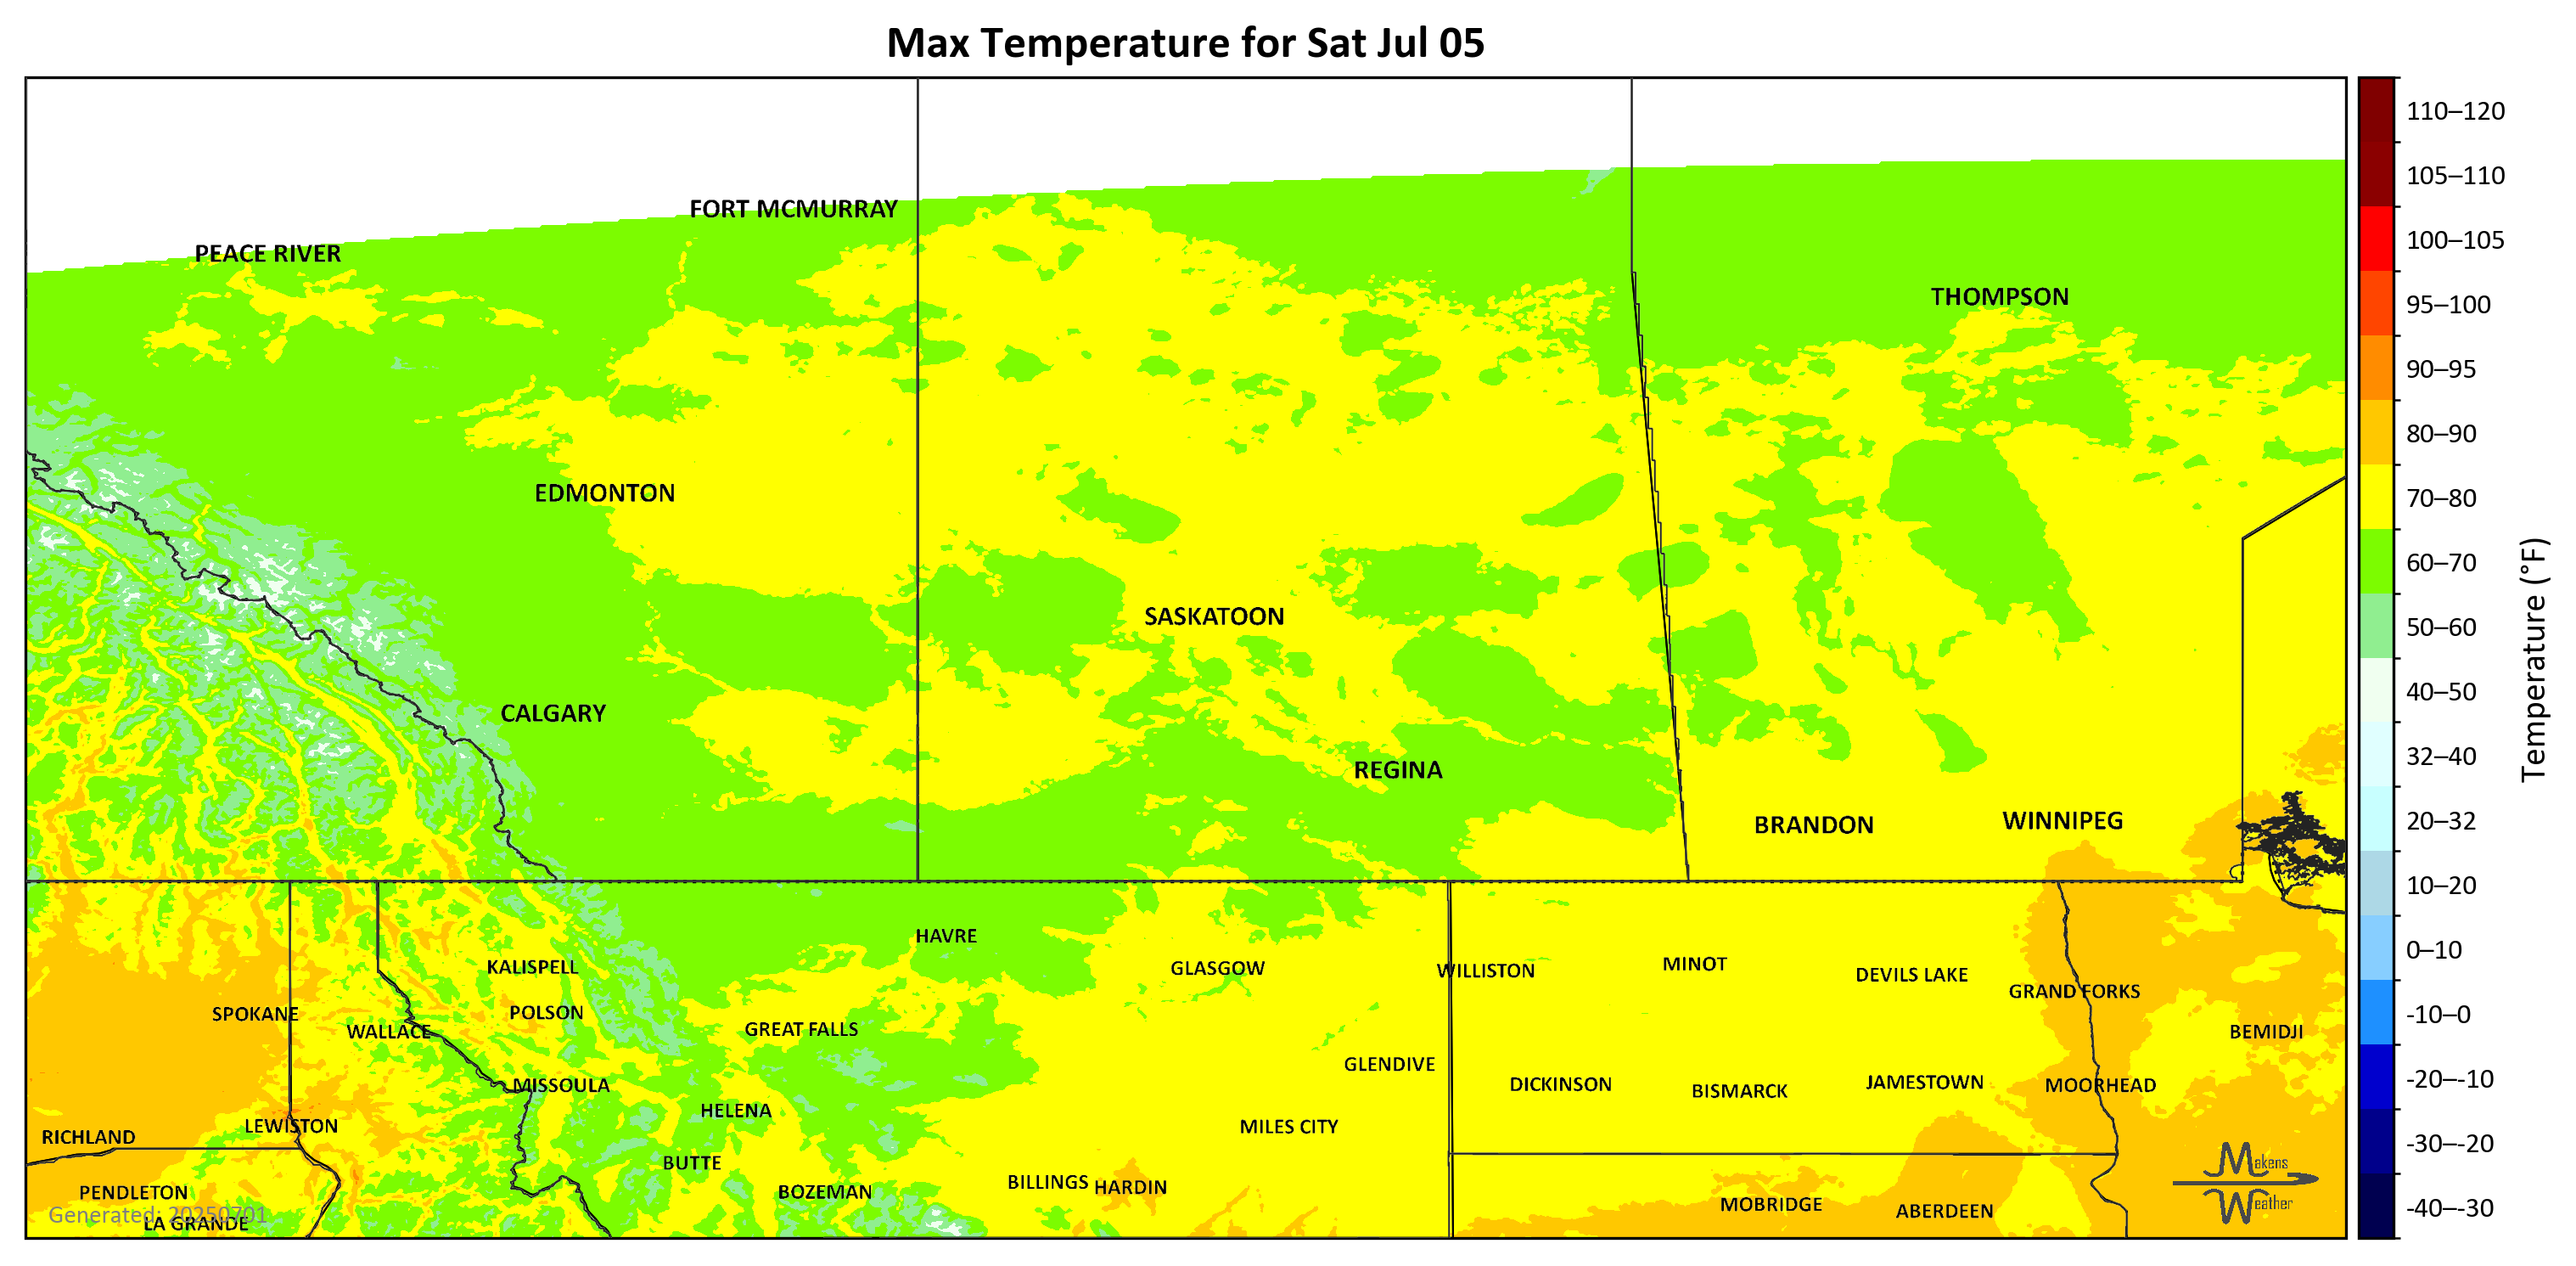 Max Temperature for Sat Jul 05
FORT MCMURRAY
PEACE RIVER
THOMPSON
EDMONTON
SASKATOON
CALGARY
REGINA
BRANDON
WINNIPEG
HAVRE
KALISPELL
GLASGOW
WILLISTON
MINOT
DEVILS LAKE
GRAND FORKS
SPOKANE
POLSON
WALLACE
GREAT FALLS
BEMIDJI
GLENDIVE
MISSOULA
DICKINSON
BISMARCK
JAMESTOWN
MOORHEAD
HELENA
LEWISTON
MILES CITY
RICHLAND
BUTTE
BILLINGS
HARDIN
PENDLETON
BOZEMAN
MOBRIDGE
ABERDEEN
Generated: 20250701
LA GRANDE
Makens
Weather
110–120
105–110
100–105
95–100
90–95
80–90
70–80
60–70
50–60
40–50
32–40
20–32
10–20
0–10
-10–0
-20–-10
-30–-20
-40–-30
Temperature (°F)